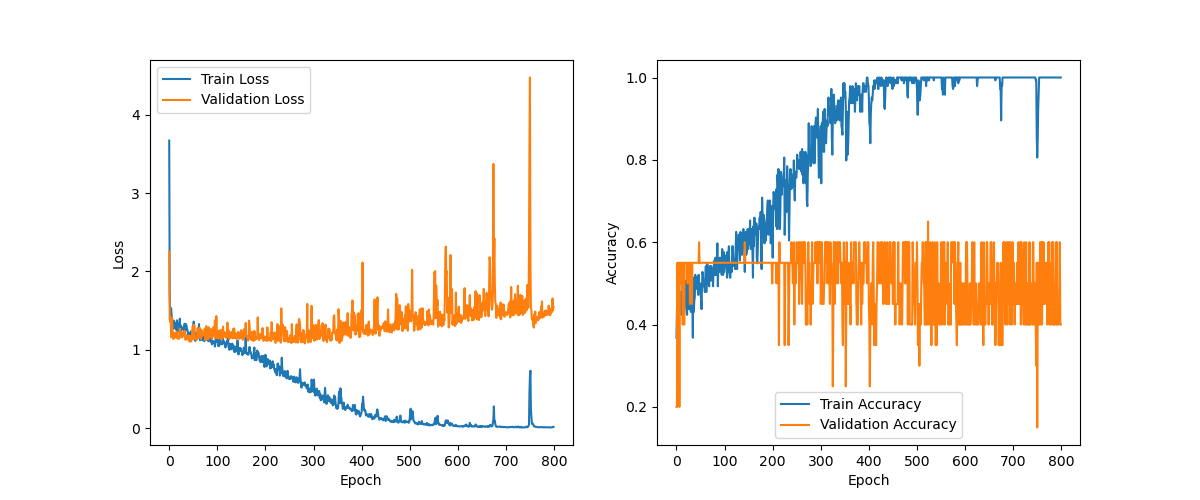 Train Loss
Validation Loss
4
3
2
1
0
Loss
0 100 200 300 400 500 600 700 800
Epoch
1.0
0.8
0.6
0.4
0.2
Accuracy
Train Accuracy
Validation Accuracy
0 100 200 300 400 500 600 700 800
Epoch